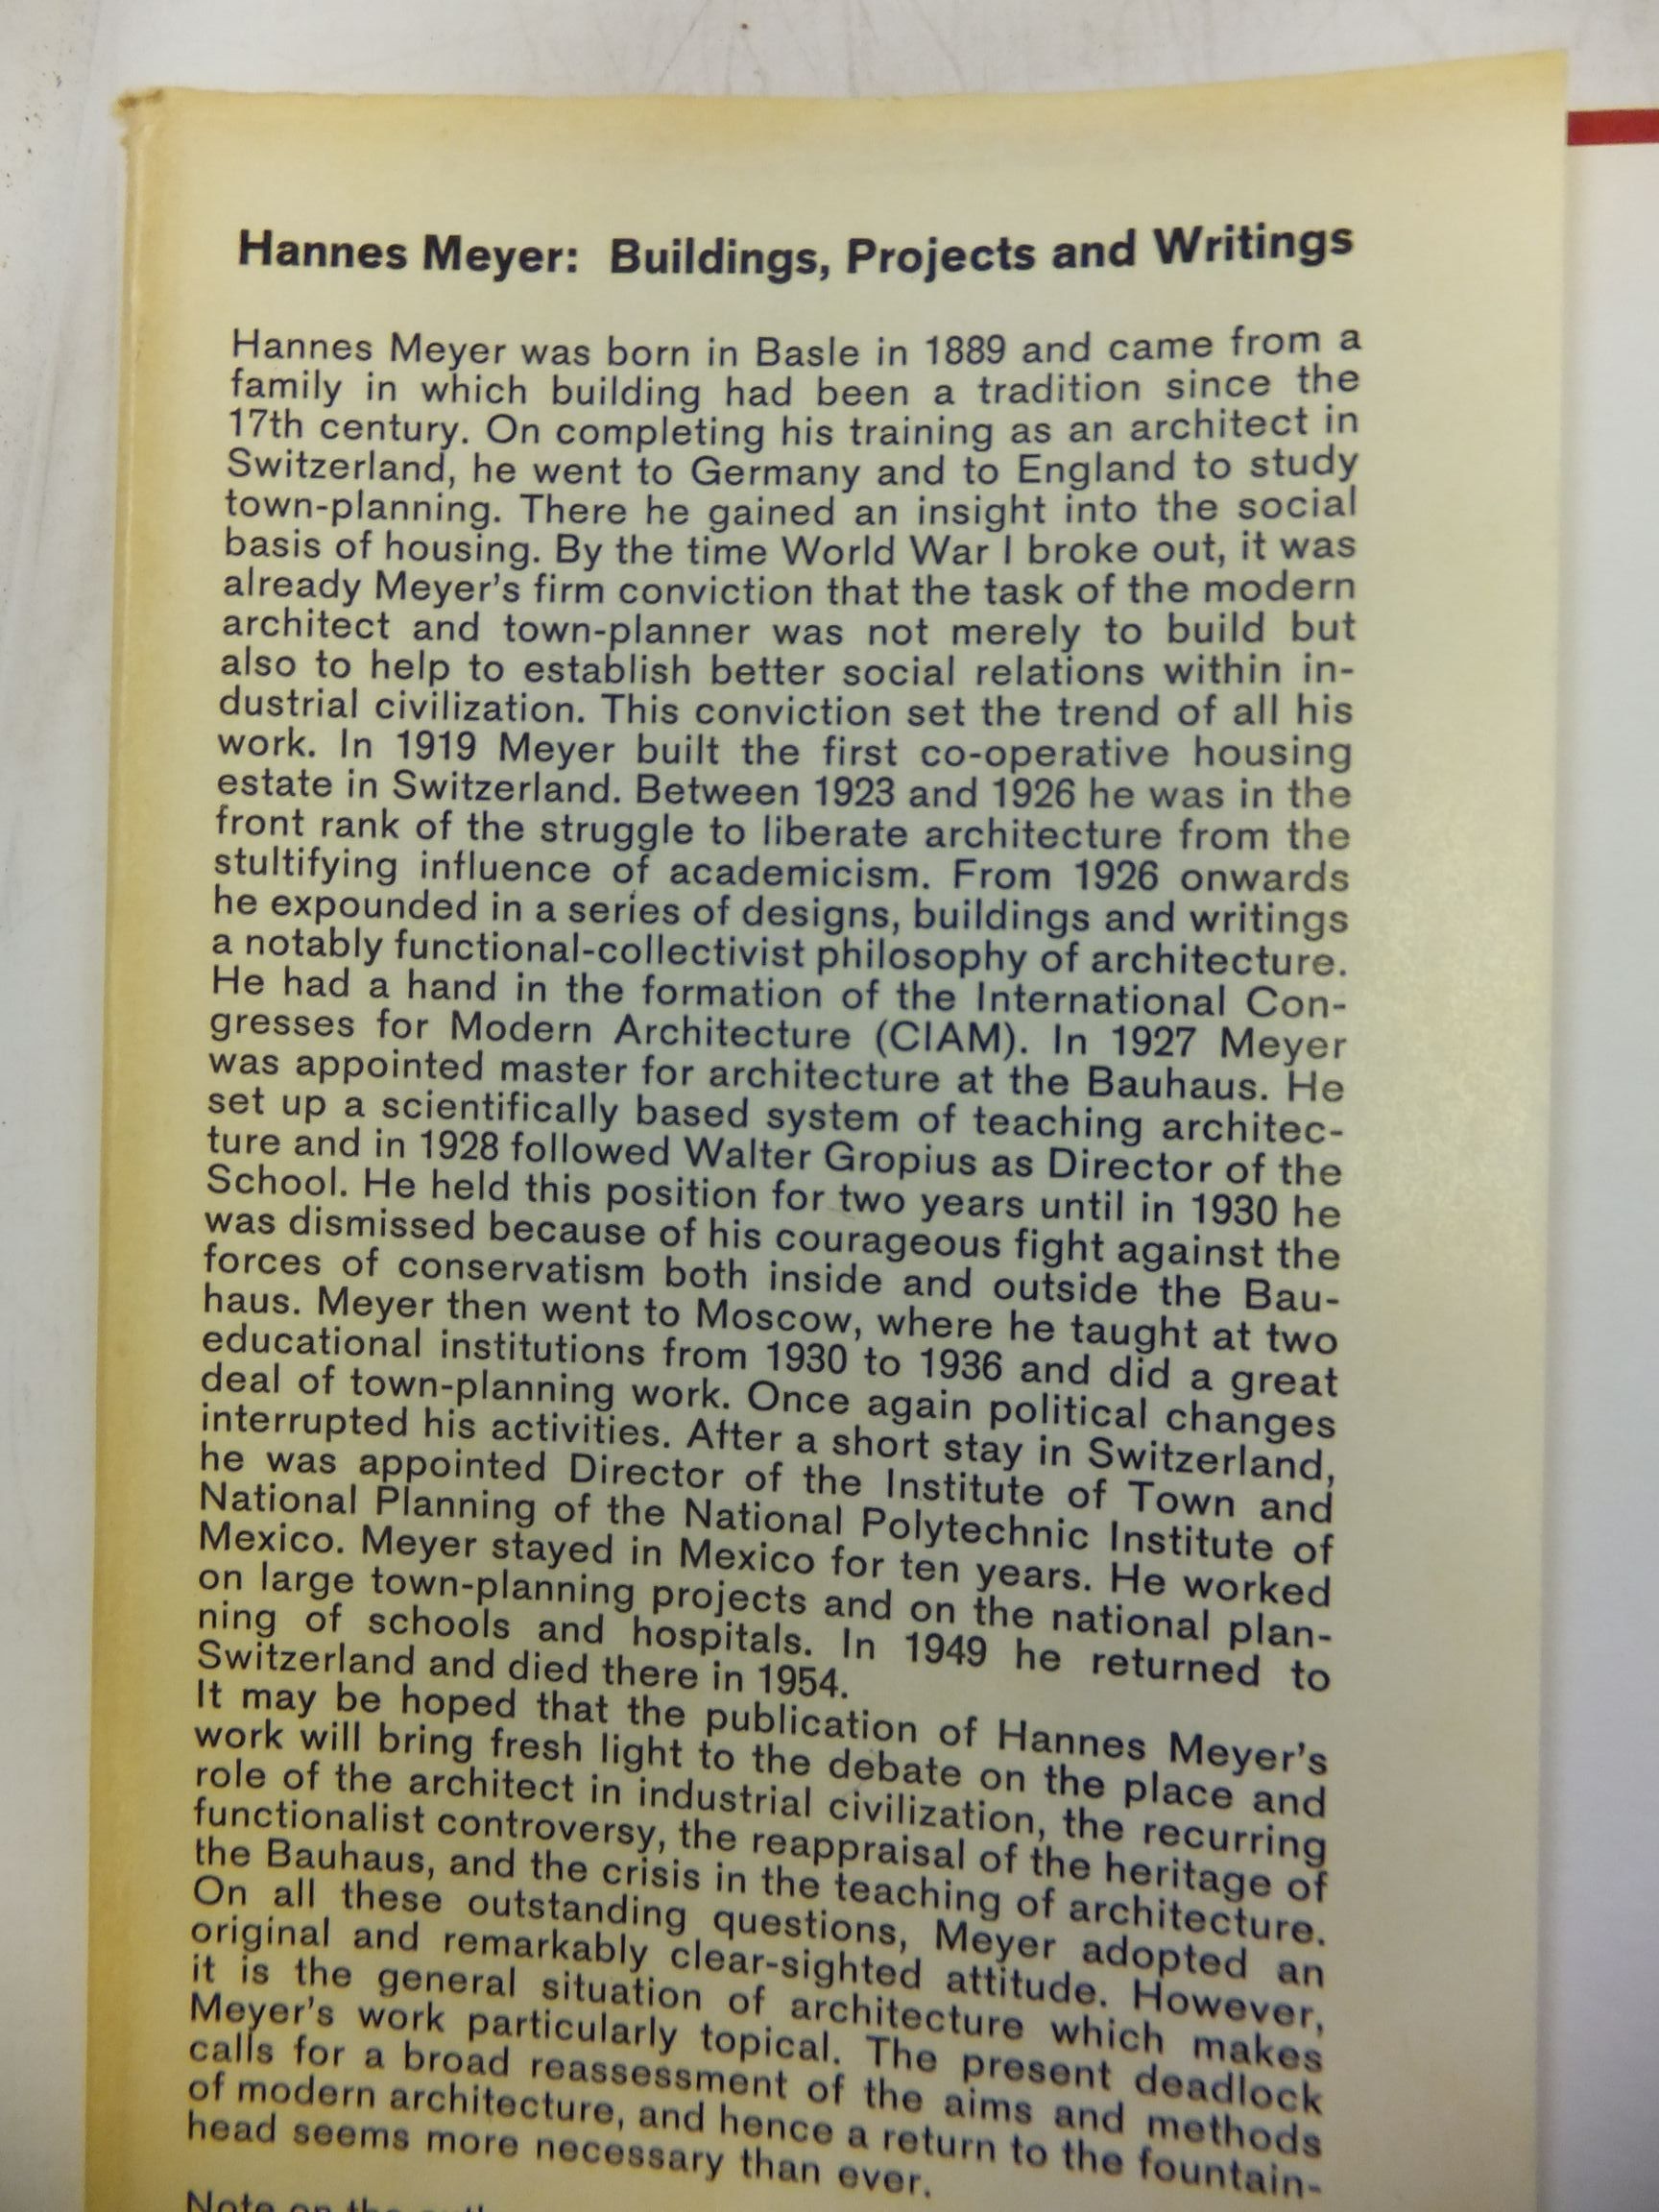 Hannes Meyer: Buildings, Projects and Writings
Hannes Meyer was born in Basle in 1889 and came from a
family in which building had been a tradition since the
17th century. On completing his training as an architect in
Switzerland, he went to Germany and to England to study
town-planning. There he gained an insight into the social
basis of housing. By the time World War I broke out, it was
already Meyer's firm conviction that the task of the modern
architect and town-planner was not merely to build but
also to help to establish better social relations within in-
dustrial civilization. This conviction set the trend of all his
work. In 1919 Meyer built the first co-operative housing
estate in Switzerland. Between 1923 and 1926 he was in the
front rank of the struggle to liberate architecture from the
stultifying influence of academicism. From 1926 onwards
he expounded in a series of designs, buildings and writings
a notably functional-collectivist philosophy of architecture.
He had a hand in the formation of the International Con-
gresses for Modern Architecture (CIAM). In 1927 Meyer
was appointed master for architecture at the Bauhaus. He
set up a scientifically based system of teaching architec-
ture and in 1928 followed Walter Gropius as Director of the
School. He held this position for two years until in 1930 he
was dismissed because of his courageous fight against the
forces of conservatism both inside and outside the Bau-
haus. Meyer then went to Moscow, where he taught at two
educational institutions from 1930 to 1936 and did a great
deal of town-planning work. Once again political changes
interrupted his activities. After a short stay in Switzerland,
he was appointed Director of the Institute of Town and
National Planning of the National Polytechnic Institute of
Mexico. Meyer stayed in Mexico for ten years. He worked
on large town-planning projects and on the national plan-
ning of schools and hospitals. In 1949 he returned to
Switzerland and died there in 1954.
It may be hoped that the publication of Hannes Meyer's
work will bring fresh light to the debate on the place and
role of the architect in industrial civilization, the recurring
functionalist controversy, the reappraisal of the heritage of
the Bauhaus, and the crisis in the teaching of architecture.
On all these outstanding questions, Meyer adopted an
original and remarkably clear-sighted attitude. However,
it is the general situation of architecture which makes
Meyer's work particularly topical. The present deadlock
calls for a broad reassessment of the aims and methods
of modern architecture, and hence a return to the fountain-
head seems more necessary than ever.
Note on the